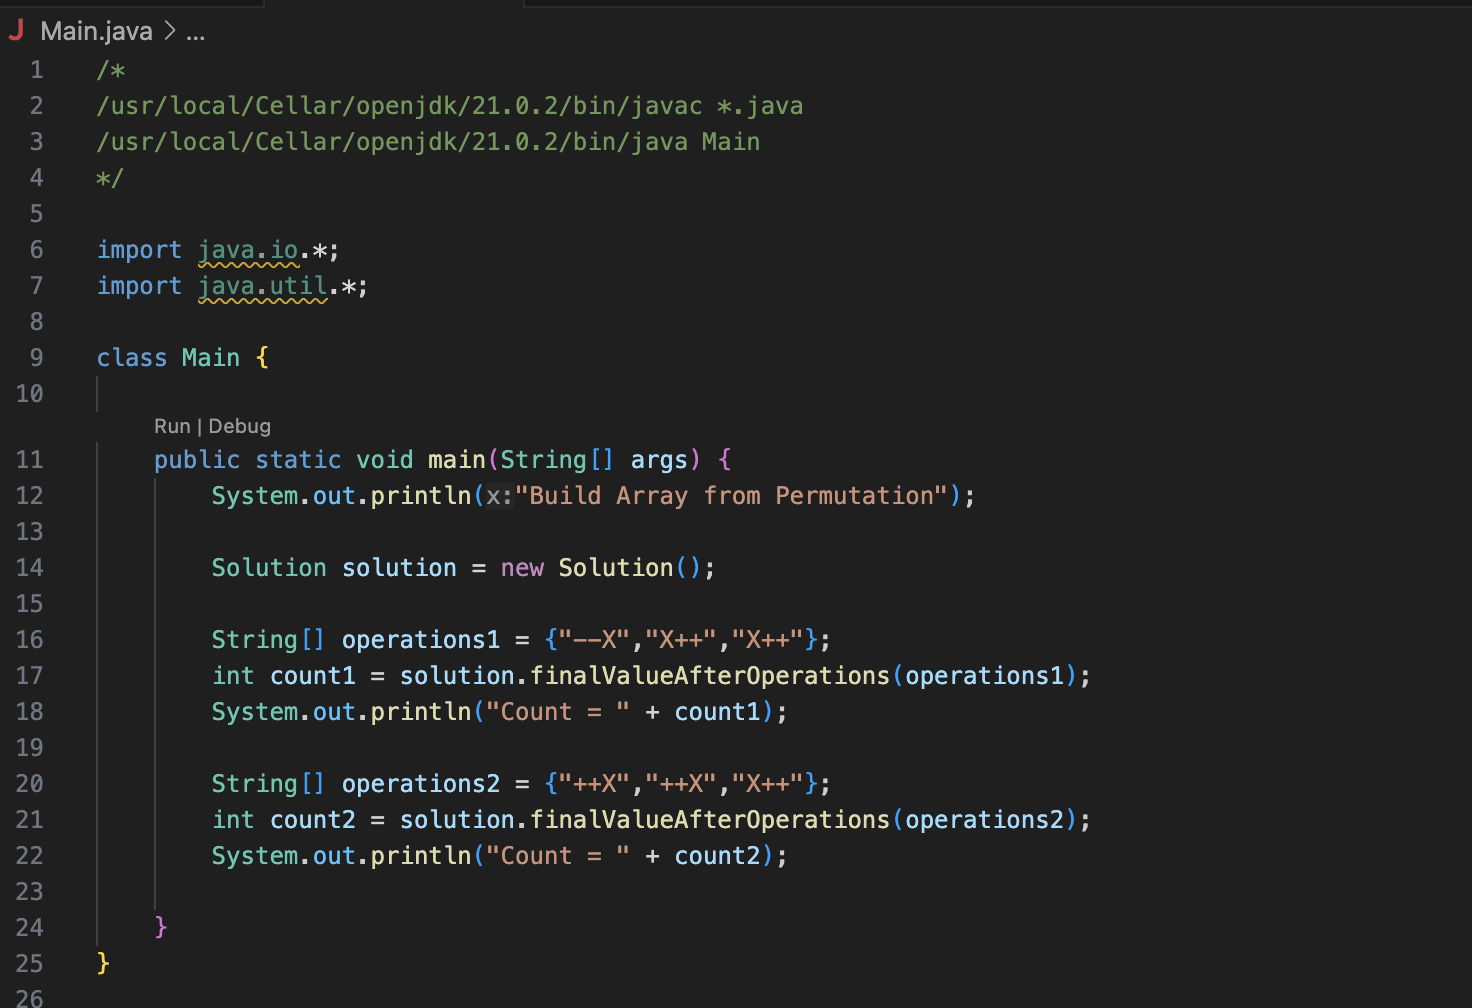 J Main.java > ...
1 /*
2 /usr/local/Cellar/openjdk/21.0.2/bin/javac *.java
3 /usr/local/Cellar/openjdk/21.0.2/bin/java Main
4 */
5
6 import java.io.*;
7 import java.util.*;
8
9 class Main {
10
Run | Debug
11     public static void main(String[] args) {
12         System.out.println(x:"Build Array from Permutation");
13
14         Solution solution = new Solution();
15
16         String[] operations1 = {"--X","X++","X++"};
17         int count1 = solution.finalValueAfterOperations(operations1);
18         System.out.println("Count = " + count1);
19
20         String[] operations2 = {"++X","++X","X++"};
21         int count2 = solution.finalValueAfterOperations(operations2);
22         System.out.println("Count = " + count2);
23
24     }
25 }
26